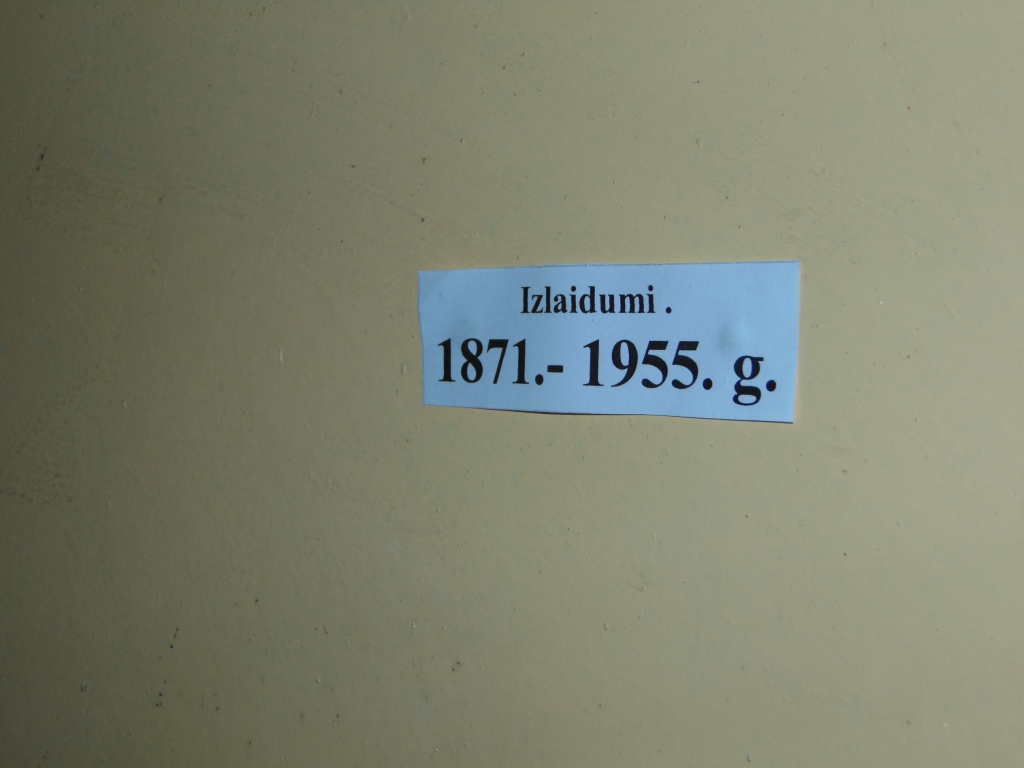 Izlaidumi .
1871.- 1955. g.